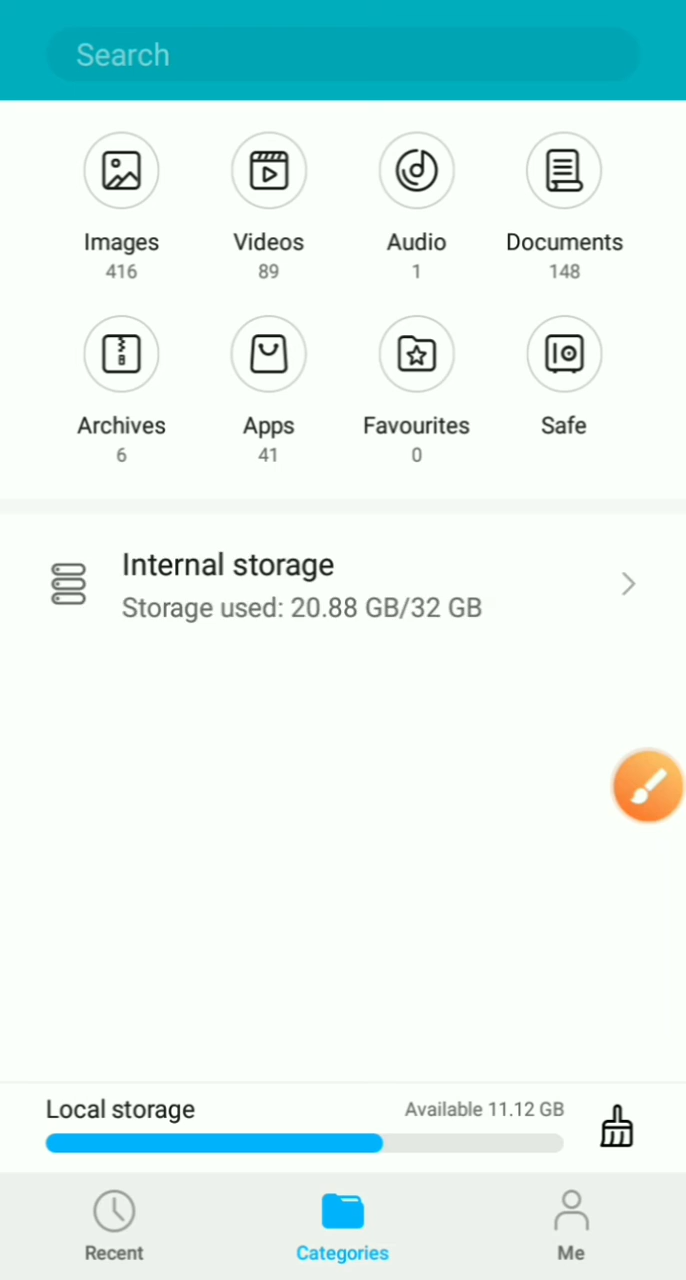 Search
Images Videos Audio Documents
416 89 1 148
Archives Apps Favourites Safe
6 41 0
Internal storage
Storage used: 20.88 GB/32 GB
Local storage Available 11.12 GB
Recent Categories Me